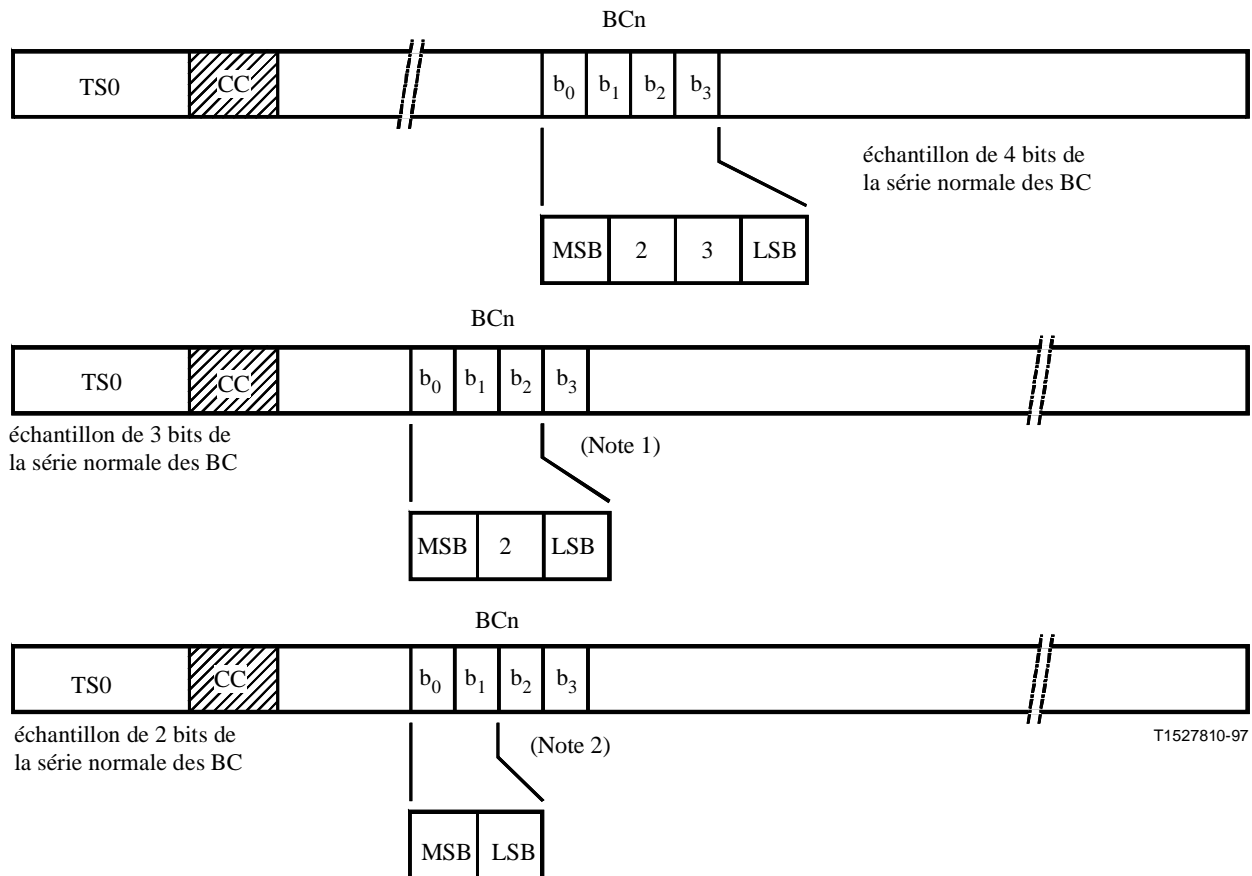 BCn
TS0 CC b0 b1 b2 b3
échantillon de 4 bits de
la série normale des BC
MSB 2 3 LSB
BCn
TS0 CC b0 b1 b2 b3
échantillon de 3 bits de
la série normale des BC
(Note 1)
MSB 2 LSB
BCn
TS0 CC b0 b1 b2 b3
échantillon de 2 bits de
la série normale des BC
(Note 2)
T1527810-97
MSB LSB